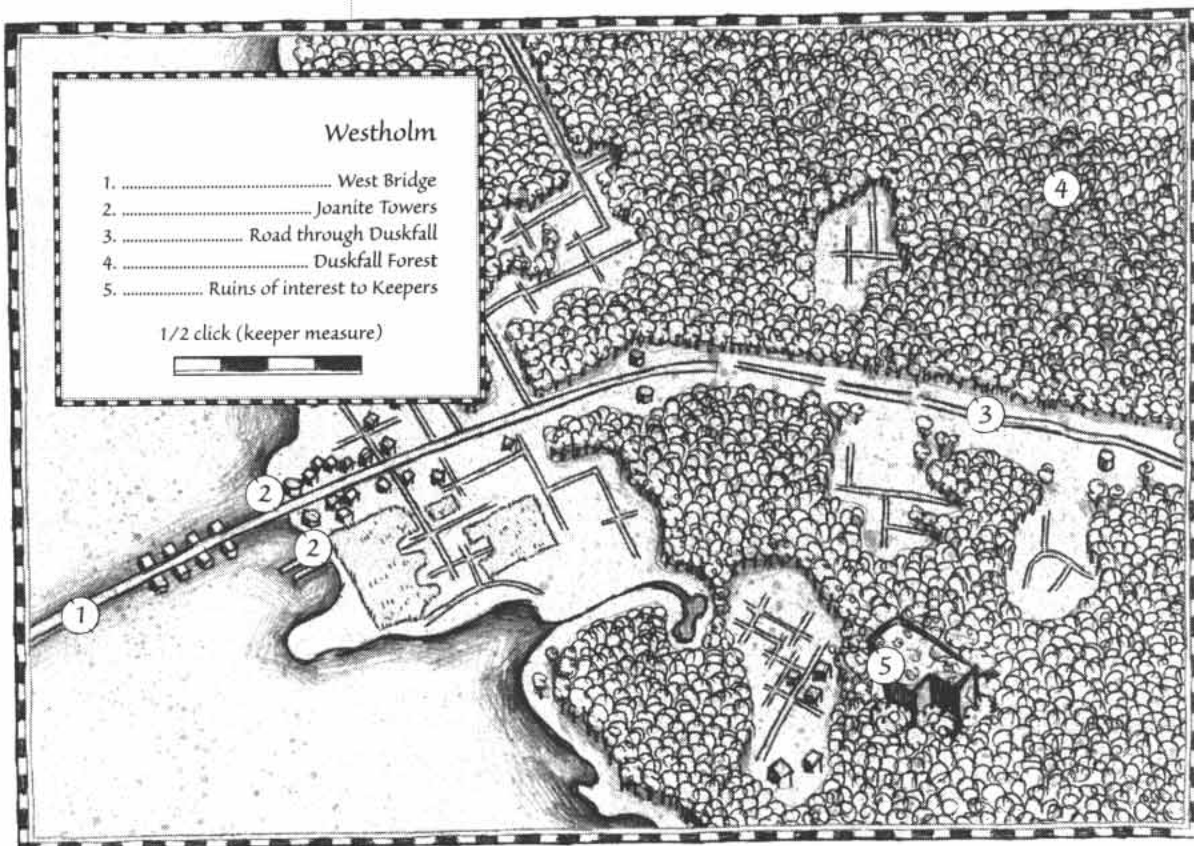 Westholm
1. ........................................ West Bridge
2. ..................................... Joanite Towers
3. ........................ Road through Duskfall
4. .................................... Duskfall Forest
5. ................ Ruins of interest to Keepers
1/2 click (keeper measure)
4
3
2
2
1
5